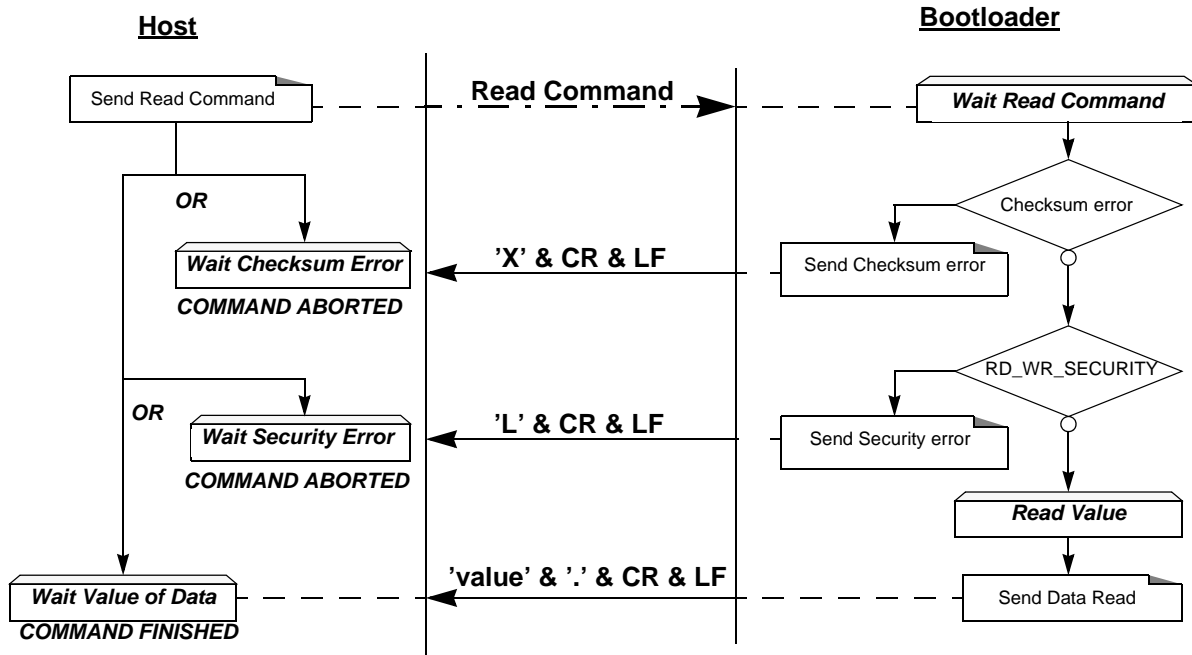 Host
Bootloader
Send Read Command
Read Command
Wait Read Command
OR
Checksum error
Wait Checksum Error
'X' & CR & LF
Send Checksum error
COMMAND ABORTED
RD_WR_SECURITY
OR
Wait Security Error
'L' & CR & LF
Send Security error
COMMAND ABORTED
Read Value
'value' & '.' & CR & LF
Wait Value of Data
Send Data Read
COMMAND FINISHED